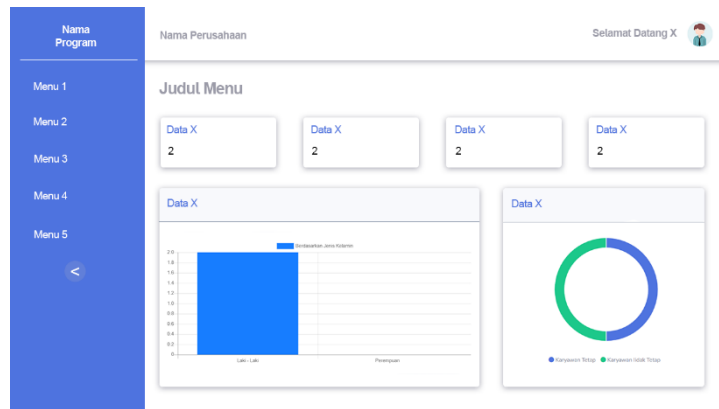 Nama
Program
Nama Perusahaan
Selamat Datang X
Menu 1
Menu 2
Menu 3
Menu 4
Menu 5
<
Judul Menu
Data X
2
Data X
2
Data X
2
Data X
2
Data X
Berdasarkan Jenis Kelamin
2.0
1.8
1.6
1.4
1.2
1.0
0.8
0.6
0.4
0.2
0
Laki - Laki
Perempuan
Data X
Karyawan Tetap
Karyawan tidak Tetap